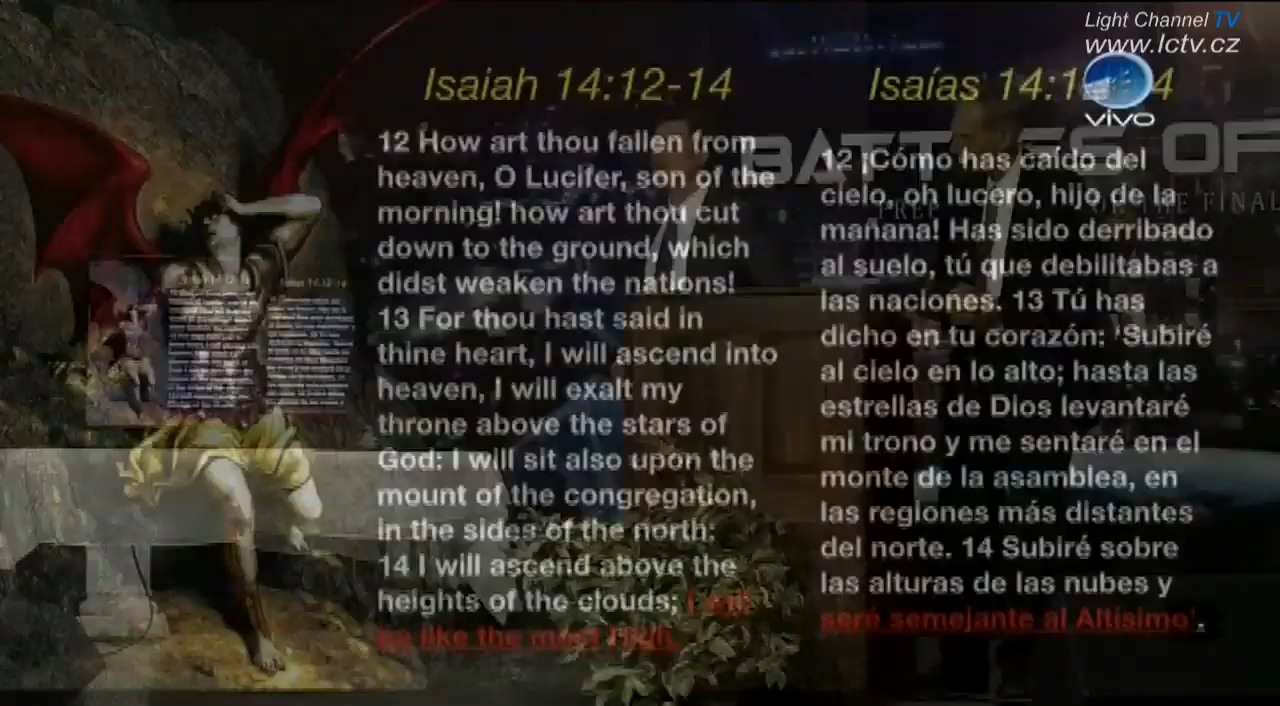 Light Channel TV
www.lctv.cz
vivo
Isaiah 14:12-14
12 How art thou fallen from
heaven, O Lucifer, son of the
morning! how art thou cut
down to the ground, which
didst weaken the nations!
13 For thou hast said in
thine heart, I will ascend into
heaven, I will exalt my
throne above the stars of
God: I will sit also upon the
mount of the congregation,
in the sides of the north:
14 I will ascend above the
heights of the clouds; I will
be like the most High.
Isaías 14:1 4
12 ¡Cómo has caído del
cielo, oh lucero, hijo de la
mañana! Has sido derribado
al suelo, tú que debilitabas a
las naciones. 13 Tú has
dicho en tu corazón: 'Subiré
al cielo en lo alto; hasta las
estrellas de Dios levantaré
mi trono y me sentaré en el
monte de la asamblea, en
las regiones más distantes
del norte. 14 Subiré sobre
las alturas de las nubes y
seré semejante al Altísimo'.
OF
THE FINAL